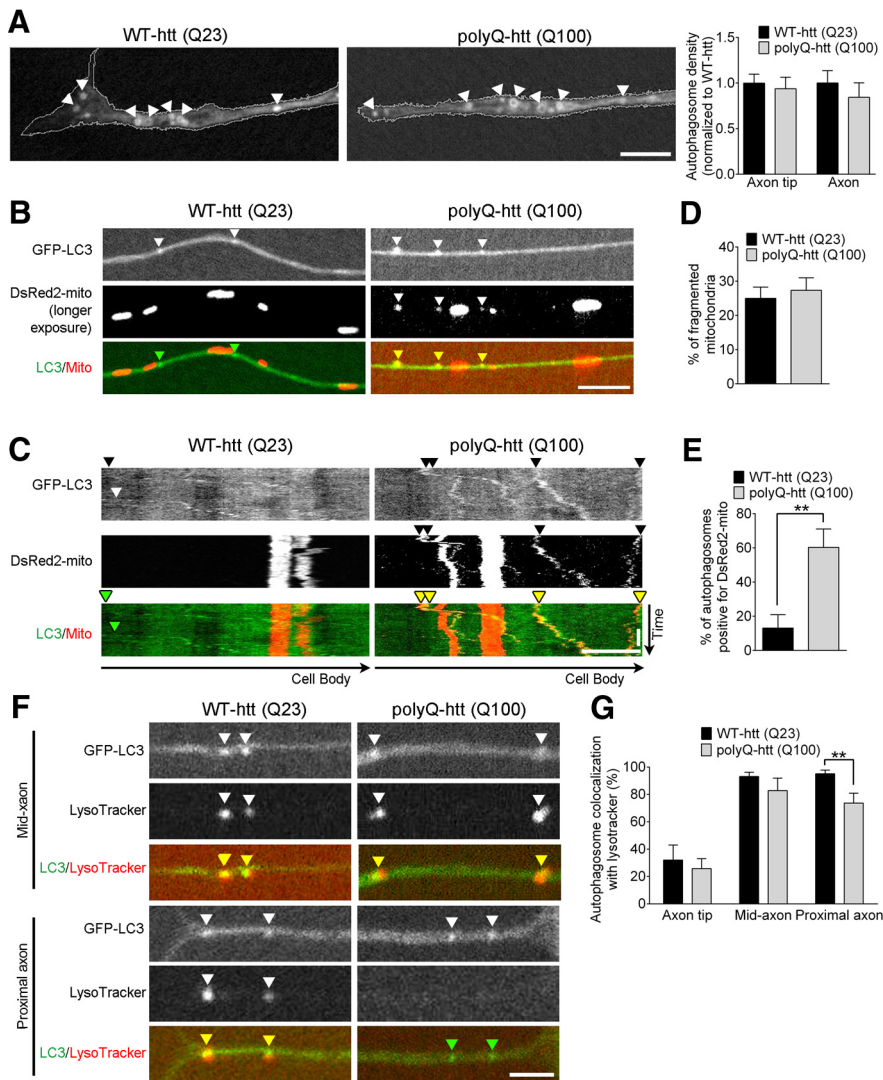 A
WT-htt (Q23)
polyQ-htt (Q100)
Autophagosome density
(normalized to WT-htt)
1.5
1.0
0.5
0.0
WT-htt (Q23)
polyQ-htt (Q100)
Axon tip
Axon
B
WT-htt (Q23)
polyQ-htt (Q100)
GFP-LC3
DsRed2-mito
(longer
exposure)
LC3/Mito
D
WT-htt (Q23)
polyQ-htt (Q100)
% of fragmented
mitochondria
40
30
20
10
0
C
WT-htt (Q23)
polyQ-htt (Q100)
GFP-LC3
DsRed2-mito
LC3/Mito
Time
Cell Body
Cell Body
E
WT-htt (Q23)
polyQ-htt (Q100)
**
% of autophagosomes
positive for DsRed2-mito
80
60
40
20
0
F
WT-htt (Q23)
polyQ-htt (Q100)
Mid-xaon
GFP-LC3
LysoTracker
LC3/LysoTracker
Proximal axon
GFP-LC3
LysoTracker
LC3/LysoTracker
G
WT-htt (Q23)
polyQ-htt (Q100)
**
Autophagosome colocalization
with lysotracker (%)
100
80
60
40
20
0
Axon tip
Mid-axon
Proximal axon